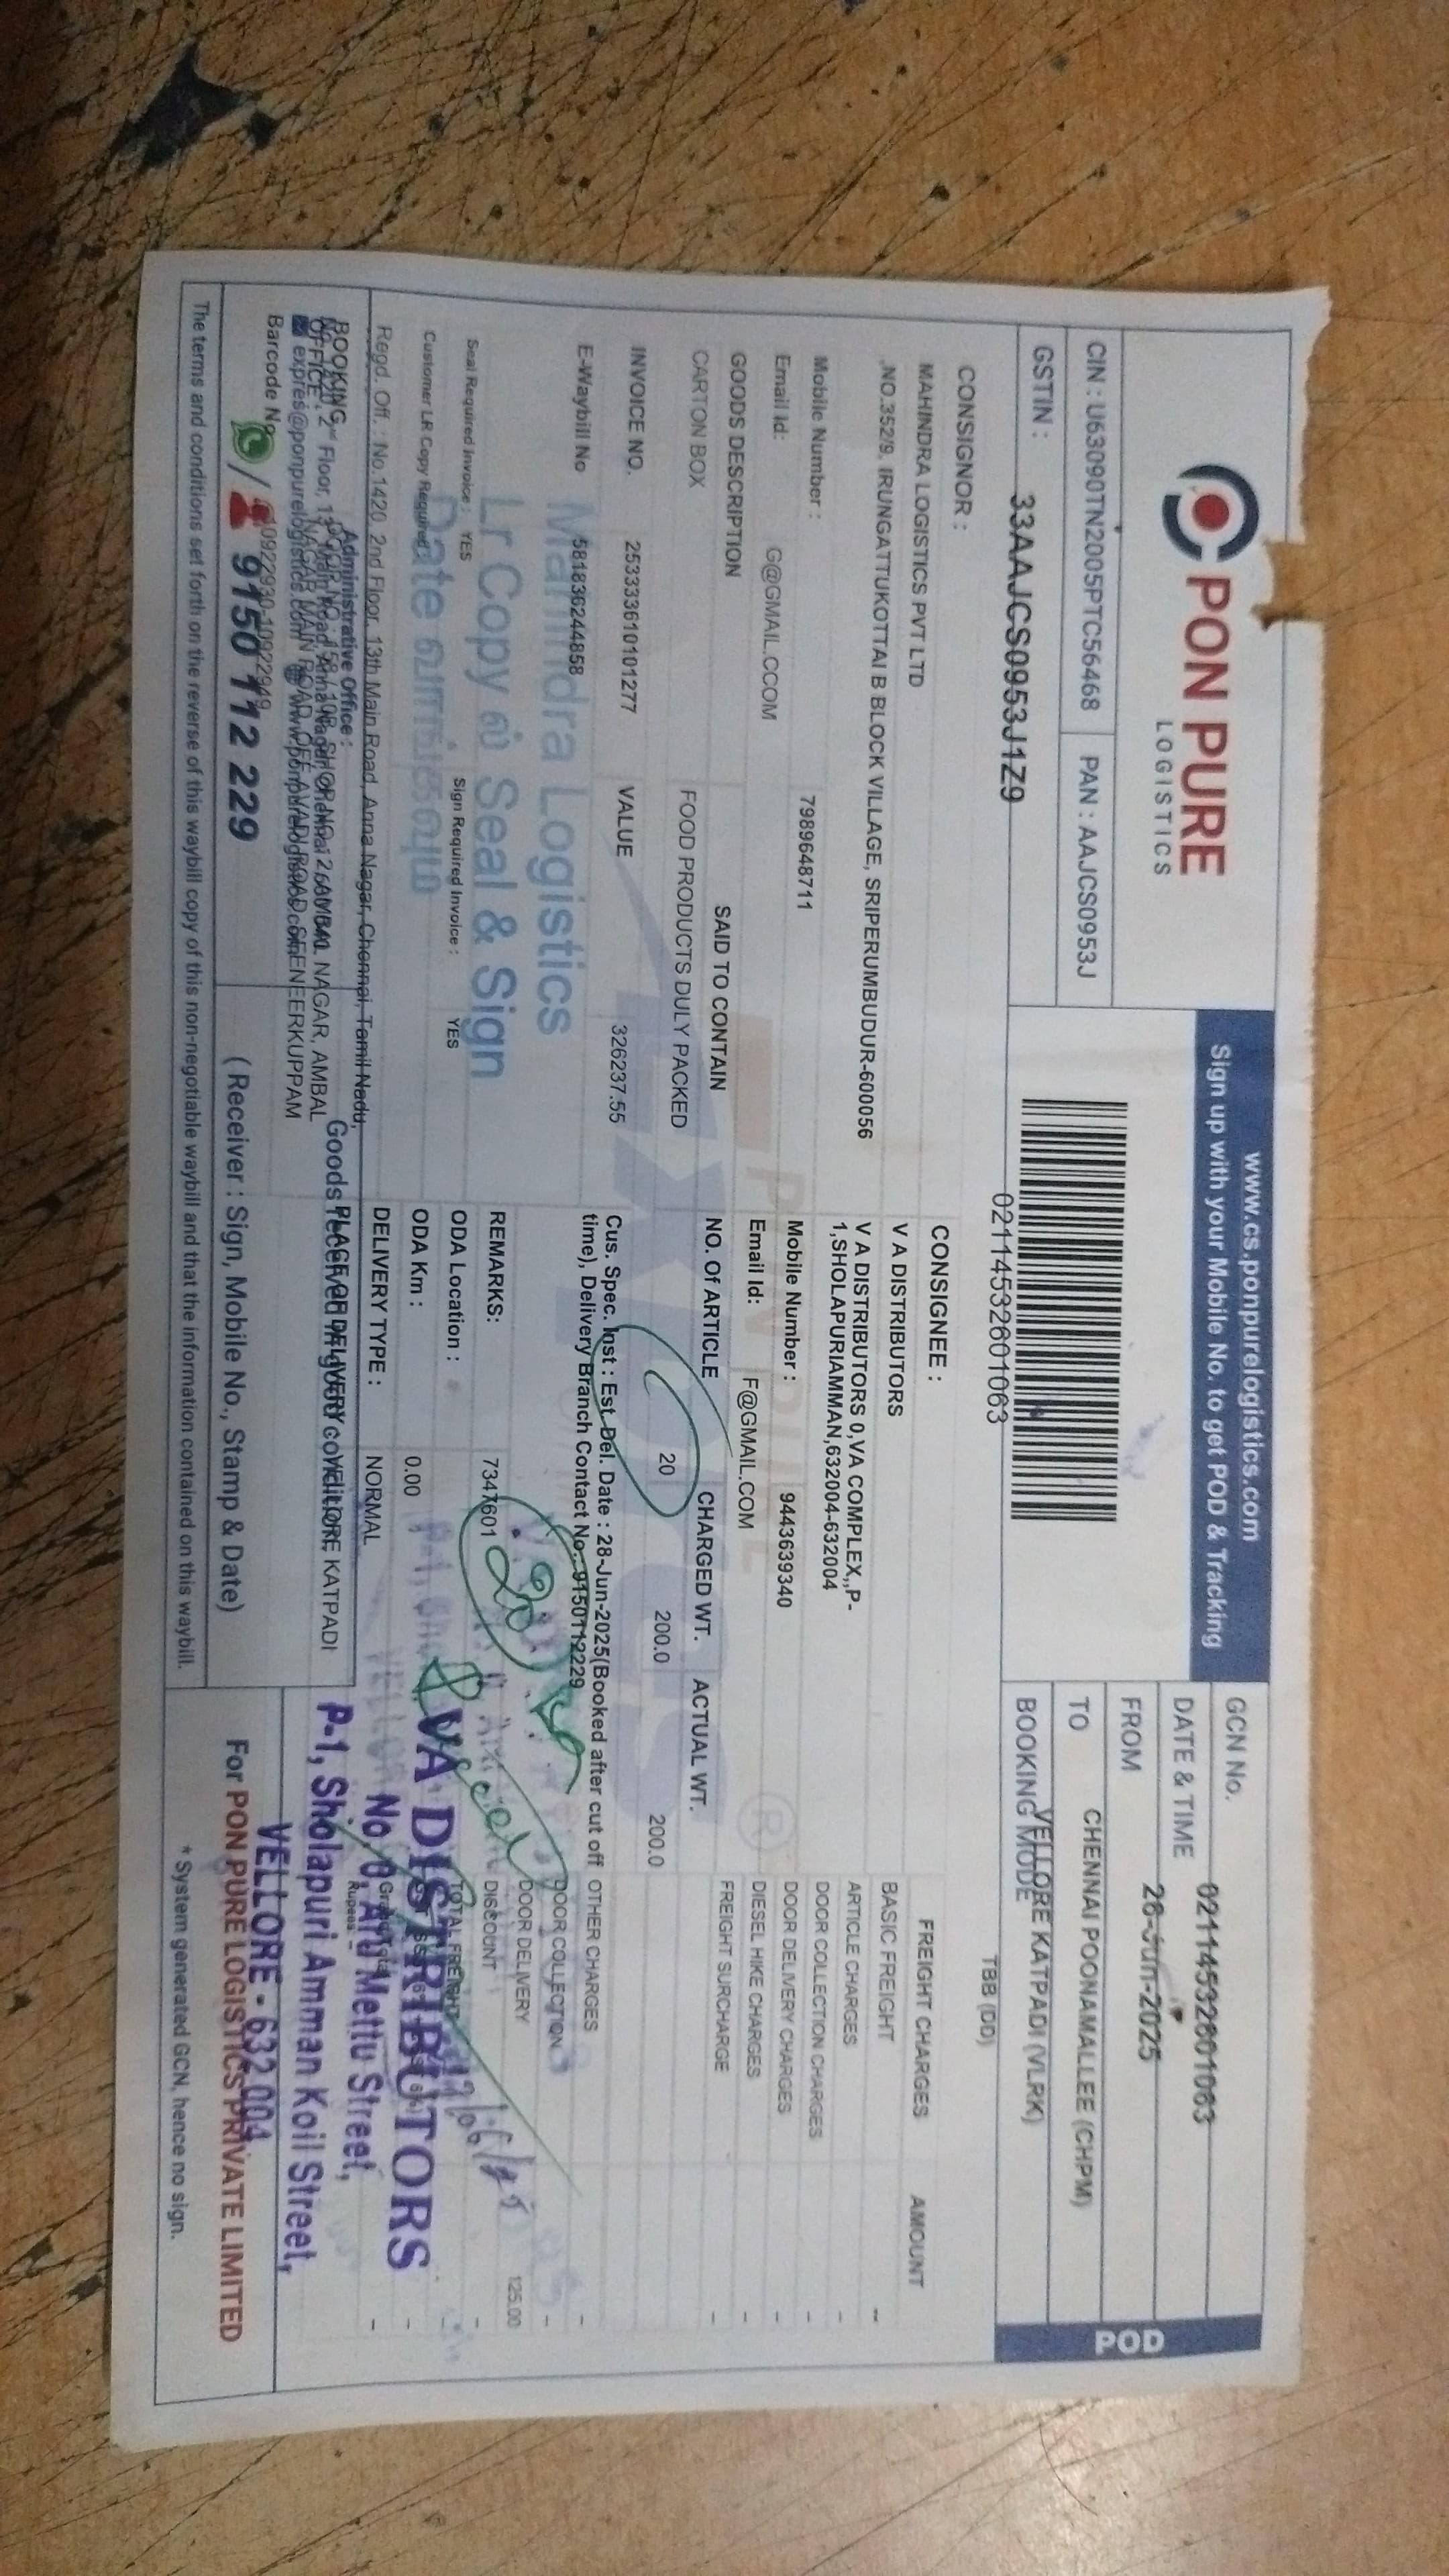 PON PURE
LOGISTICS
CIN : U63090TN2005PTC56468
PAN : AAJCS0953J
GSTIN :
33AAJCS0953J1Z9
www.cs.ponpurelogistics.com
Sign up with your Mobile No. to get POD & Tracking
02114532601063
GCN No.
02114532601063
DATE & TIME
26-Jun-2025
FROM
CHENNAI POONAMALLEE (CHPM)
TO
VELLORE KATPADI (VLRK)
BOOKING MODE
TBB (DD)
POD
CONSIGNOR :
MAHINDRA LOGISTICS PVT LTD
,NO.352/9, IRUNGATTUKOTTAI B BLOCK VILLAGE, SRIPERUMBUDUR-600056
Mobile Number :
7989648711
Email Id:
G@GMAIL.CCOM
GOODS DESCRIPTION
SAID TO CONTAIN
CARTON BOX
FOOD PRODUCTS DULY PACKED
INVOICE NO.
25333610101277
VALUE
326237.55
E-Waybill No
581836244858
Mahindra Logistics
Lr Copy ல் Seal & Sign
Seal Required Invoice :
YES
Sign Required Invoice :
YES
Customer LR Copy Required
CONSIGNEE :
V A DISTRIBUTORS
V A DISTRIBUTORS 0,VA COMPLEX,,P-
1,SHOLAPURIAMMAN,632004-632004
Mobile Number :
9443639340
Email Id:
F@GMAIL.COM
NO. Of ARTICLE
CHARGED WT.
ACTUAL WT.
20
200.0
200.0
Cus. Spec. Inst : Est. Del. Date : 28-Jun-2025(Booked after cut off
time), Delivery Branch Contact No.:9150112229
REMARKS:
7347601
ODA Location :
ODA Km :
0.00
DELIVERY TYPE :
NORMAL
FREIGHT CHARGES
AMOUNT
BASIC FREIGHT
--
ARTICLE CHARGES
-
DOOR COLLECTION CHARGES
-
DOOR DELIVERY CHARGES
-
DIESEL HIKE CHARGES
-
FREIGHT SURCHARGE
-
OTHER CHARGES
-
DOOR COLLECTION
-
DOOR DELIVERY
125.00
DISCOUNT
-
TOTAL FREIGHT
Regd. Off. : No.1420, 2nd Floor, 13th Main Road, Anna Nagar, Chennai, Tamil Nadu,
BOOKING
OFFICE
Administrative Office :
Barcode No
10922930-10922949
9150 112 229
PLACE OF DELIVERY
VELLORE KATPADI
Goods received in good condition
( Receiver : Sign, Mobile No., Stamp & Date)
VA DISTRIBUTORS
P-1, Sholapuri Amman Koil Street,
VELLORE - 632 004
For PON PURE LOGISTICS PRIVATE LIMITED
The terms and conditions set forth on the reverse of this waybill copy of this non-negotiable waybill and that the information contained on this waybill.
* System generated GCN, hence no sign.